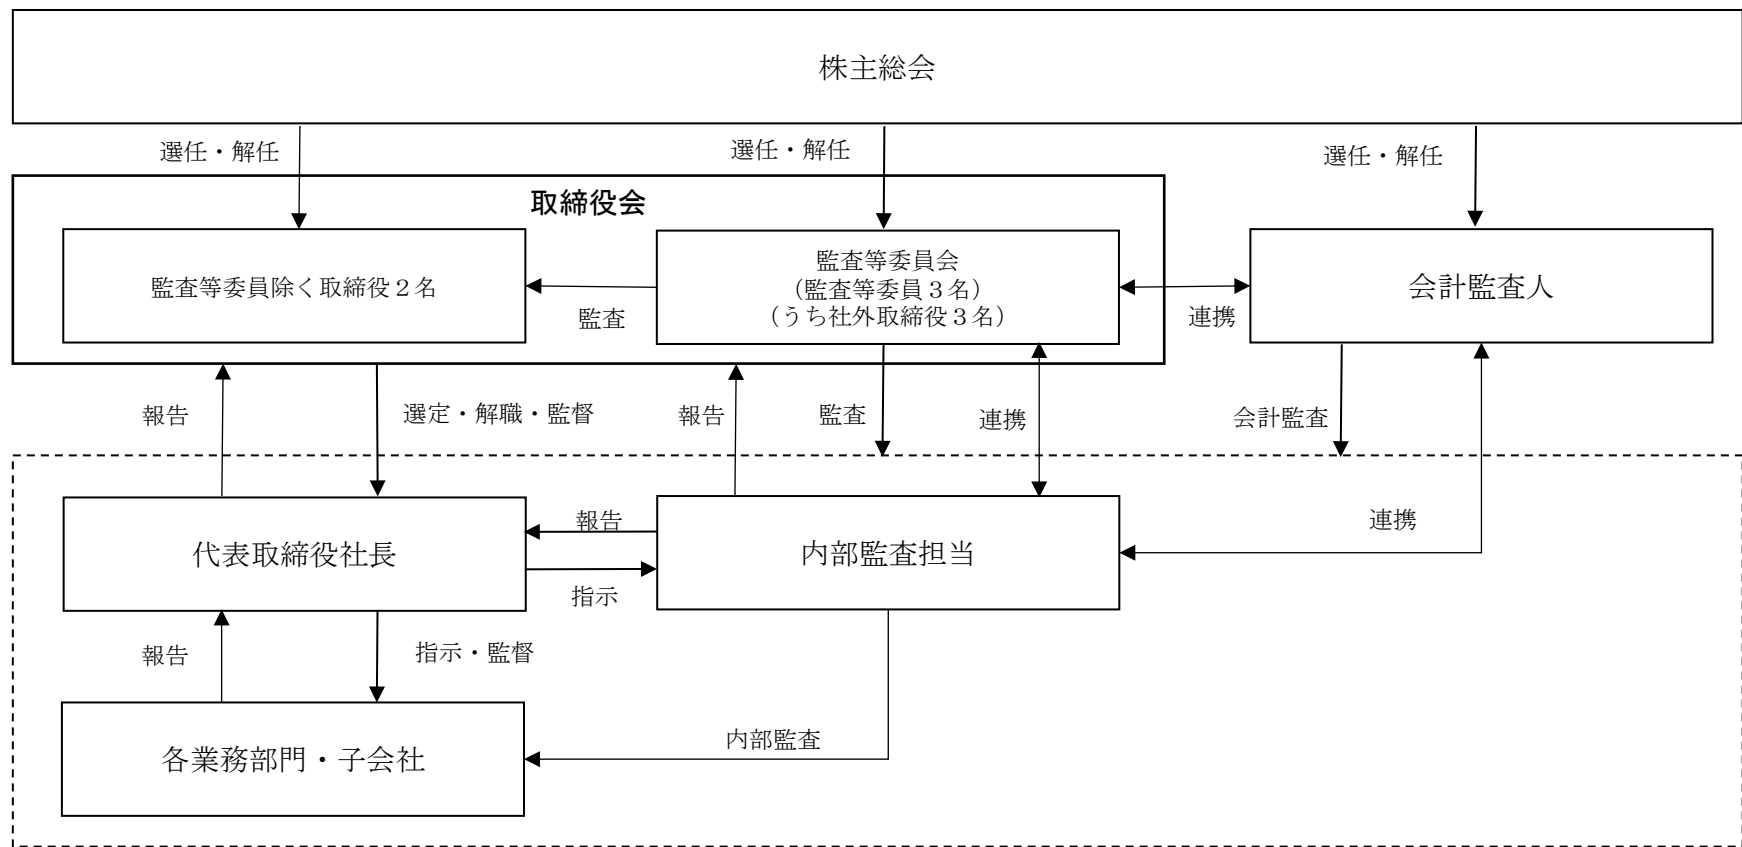 株主総会
選任・解任
選任・解任
選任・解任
取締役会
監査等委員除く取締役２名
監査
監査等委員会
（監査等委員３名）
（うち社外取締役３名）
連携
会計監査人
報告
選定・解職・監督
報告
監査
連携
会計監査
代表取締役社長
報告
指示
内部監査担当
連携
報告
指示・監督
各業務部門・子会社
内部監査